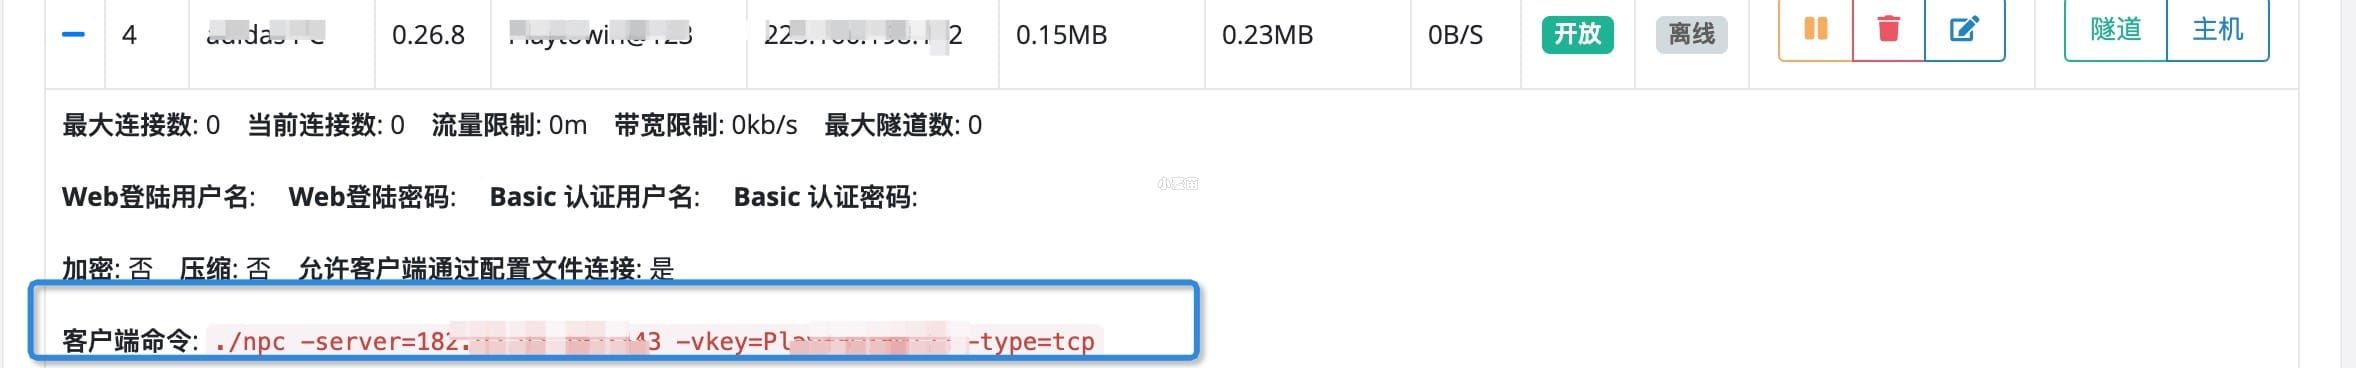 4 0.26.8 0.15MB 0.23MB 0B/S 开放 离线 隧道 主机
最大连接数: 0 当前连接数: 0 流量限制: 0m 带宽限制: 0kb/s 最大隧道数: 0
Web登陆用户名: Web登陆密码: Basic 认证用户名: Basic 认证密码:
加密: 否 压缩: 否 允许客户端通过配置文件连接: 是
客户端命令: ./npc -server=182. 43 -vkey=Pl -type=tcp